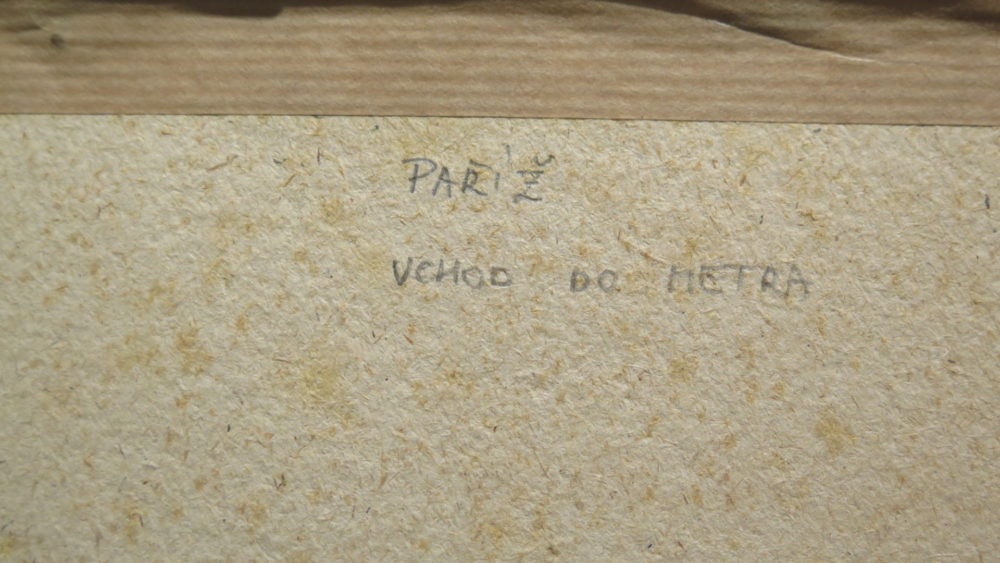 PAŘÍŽ
VCHOD DO METRA